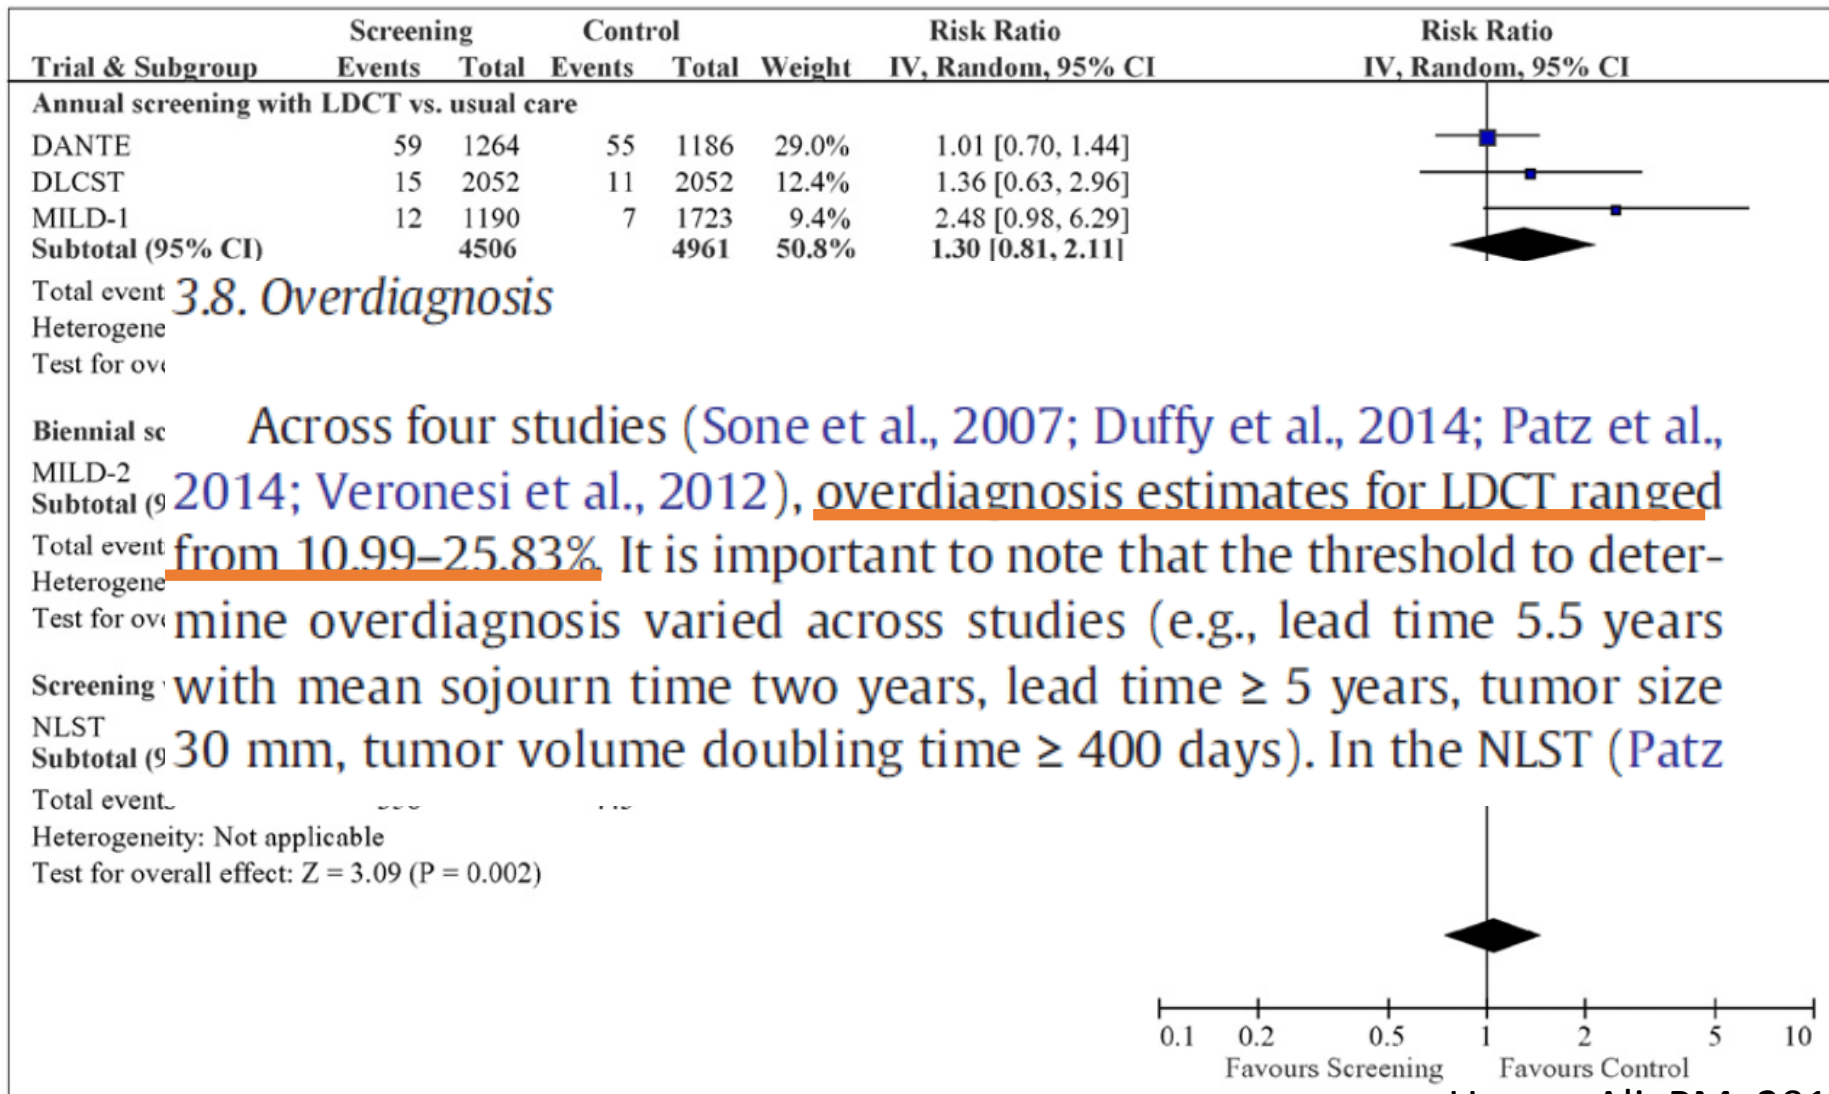 Screening Control Risk Ratio Risk Ratio
Trial & Subgroup Events Total Events Total Weight IV, Random, 95% CI IV, Random, 95% CI
Annual screening with LDCT vs. usual care
DANTE 59 1264 55 1186 29.0% 1.01 [0.70, 1.44]
DLCST 15 2052 11 2052 12.4% 1.36 [0.63, 2.96]
MILD-1 12 1190 7 1723 9.4% 2.48 [0.98, 6.29]
Subtotal (95% CI) 4506 4961 50.8% 1.30 [0.81, 2.11]
Total event
3.8. Overdiagnosis
Heterogene
Test for ov
Across four studies (Sone et al., 2007; Duffy et al., 2014; Patz et al.,
2014; Veronesi et al., 2012), overdiagnosis estimates for LDCT ranged
from 10.99–25.83%. It is important to note that the threshold to deter-
mine overdiagnosis varied across studies (e.g., lead time 5.5 years
with mean sojourn time two years, lead time ≥ 5 years, tumor size
30 mm, tumor volume doubling time ≥ 400 days). In the NLST (Patz
Biennial sc
MILD-2
Subtotal (9
Total event
Heterogene
Test for ov
Screening
NLST
Subtotal (9
Total event
Heterogeneity: Not applicable
Test for overall effect: Z = 3.09 (P = 0.002)
0.1 0.2 0.5 1 2 5 10
Favours Screening Favours Control